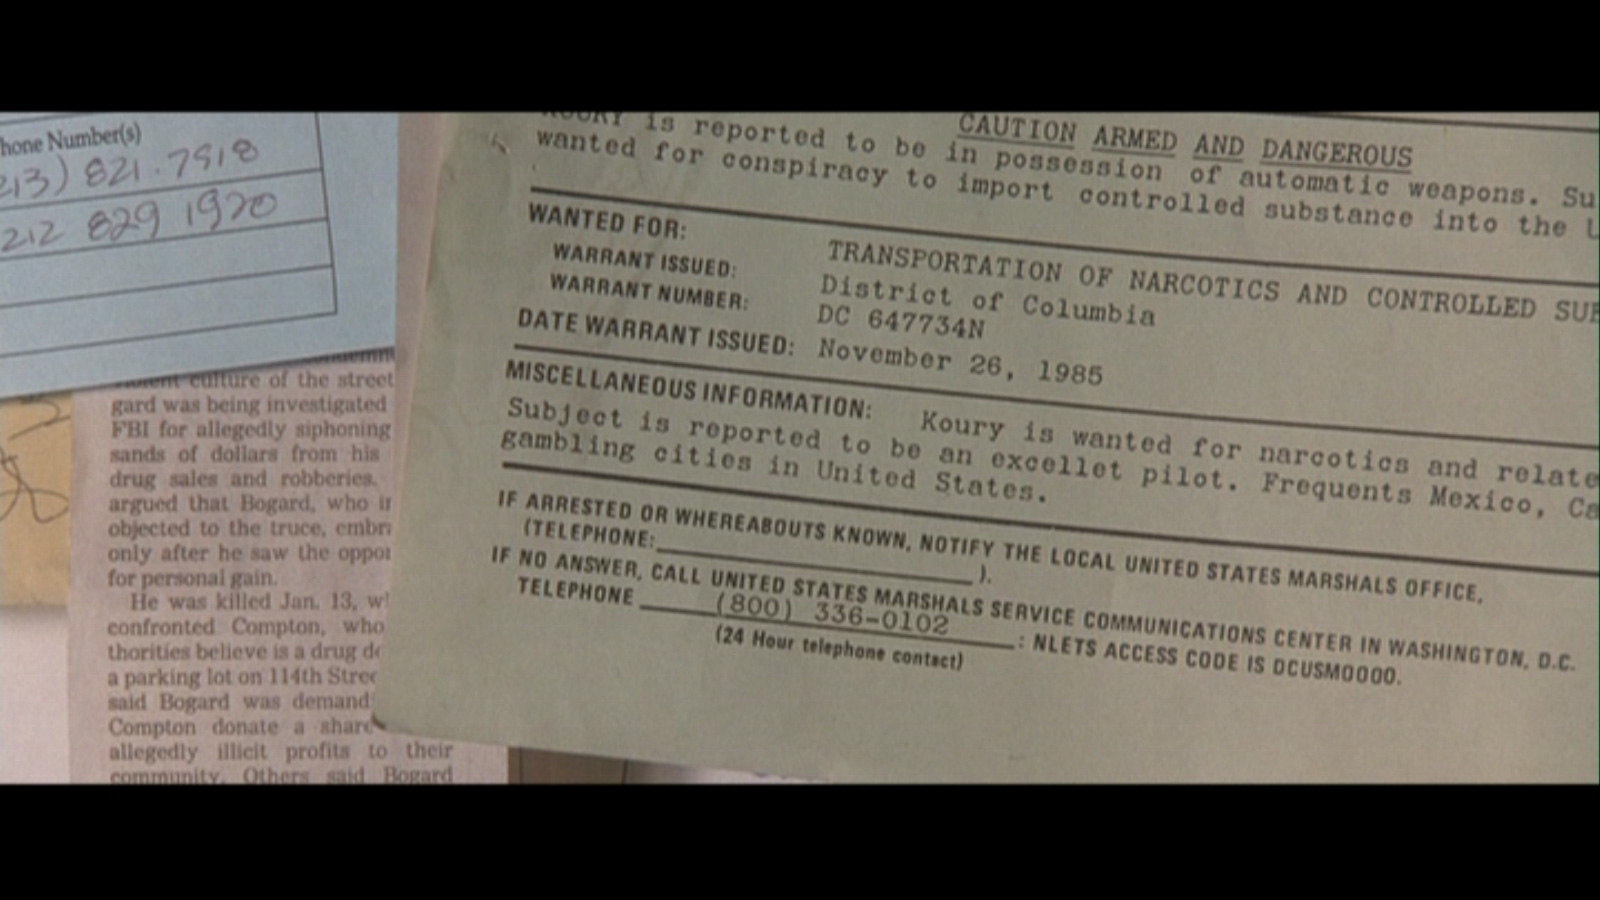 hone Number(s)
213) 821.7918
212 829 1920
culture of the street
gard was being investigated
FBI for allegedly siphoning
sands of dollars from his
drug sales and robberies.
argued that Bogard, who
objected to the truce, embra
only after he saw the oppor
for personal gain.
He was killed Jan. 13,
confronted Compton, who
thorities believe is a drug
a parking lot on 114th Stree
said Bogard was demand
Compton donate a share
allegedly illicit profits to their
community. Others said Bogard
CAUTION ARMED AND DANGEROUS
KOURY is reported to be in possession of automatic weapons. Su
wanted for conspiracy to import controlled substance into the U
WANTED FOR: TRANSPORTATION OF NARCOTICS AND CONTROLLED SUB
WARRANT ISSUED: District of Columbia
WARRANT NUMBER: DC 647734N
DATE WARRANT ISSUED: November 26, 1985
MISCELLANEOUS INFORMATION: Koury is wanted for narcotics and relate
Subject is reported to be an excellet pilot. Frequents Mexico, Ca
gambling cities in United States.
IF ARRESTED OR WHEREABOUTS KNOWN, NOTIFY THE LOCAL UNITED STATES MARSHALS OFFICE,
(TELEPHONE: ).
IF NO ANSWER, CALL UNITED STATES MARSHALS SERVICE COMMUNICATIONS CENTER IN WASHINGTON, D.C.
TELEPHONE (800) 336-0102 : NLETS ACCESS CODE IS DCUSM0000.
(24 Hour telephone contact)